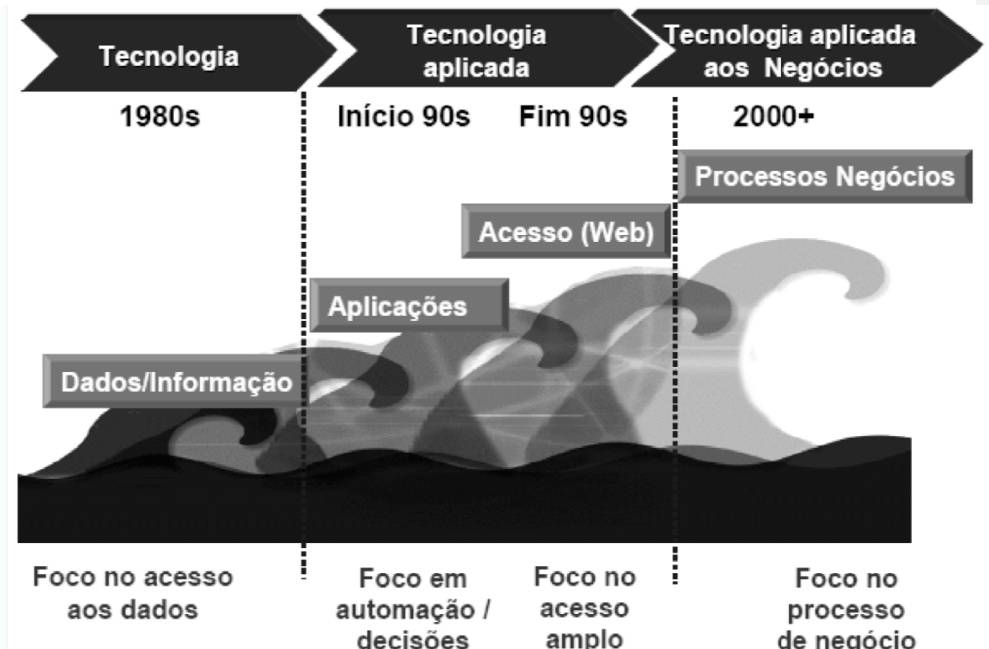 Tecnologia
Tecnologia
aplicada
Tecnologia aplicada
aos Negócios
1980s
Início 90s
Fim 90s
2000+
Processos Negócios
Acesso (Web)
Aplicações
Dados/Informação
Foco no acesso
aos dados
Foco em
automação /
decisões
Foco no
acesso
amplo
Foco no
processo
de negócio